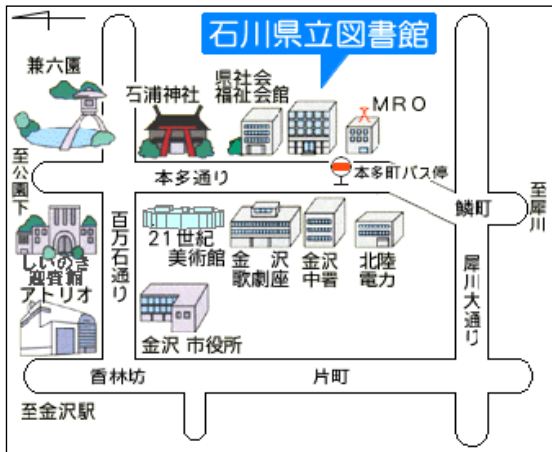 石川県立図書館
兼六園
石浦神社
県社会
福祉会館
MRO
至公園下
本多通り
本多町バス停
至犀川
鱗町
百万石通り
21世紀
美術館
金沢
歌劇座
金沢
中署
北陸
電力
犀川大通り
しいのき
迎賓館
アトリオ
金沢市役所
香林坊
片町
至金沢駅